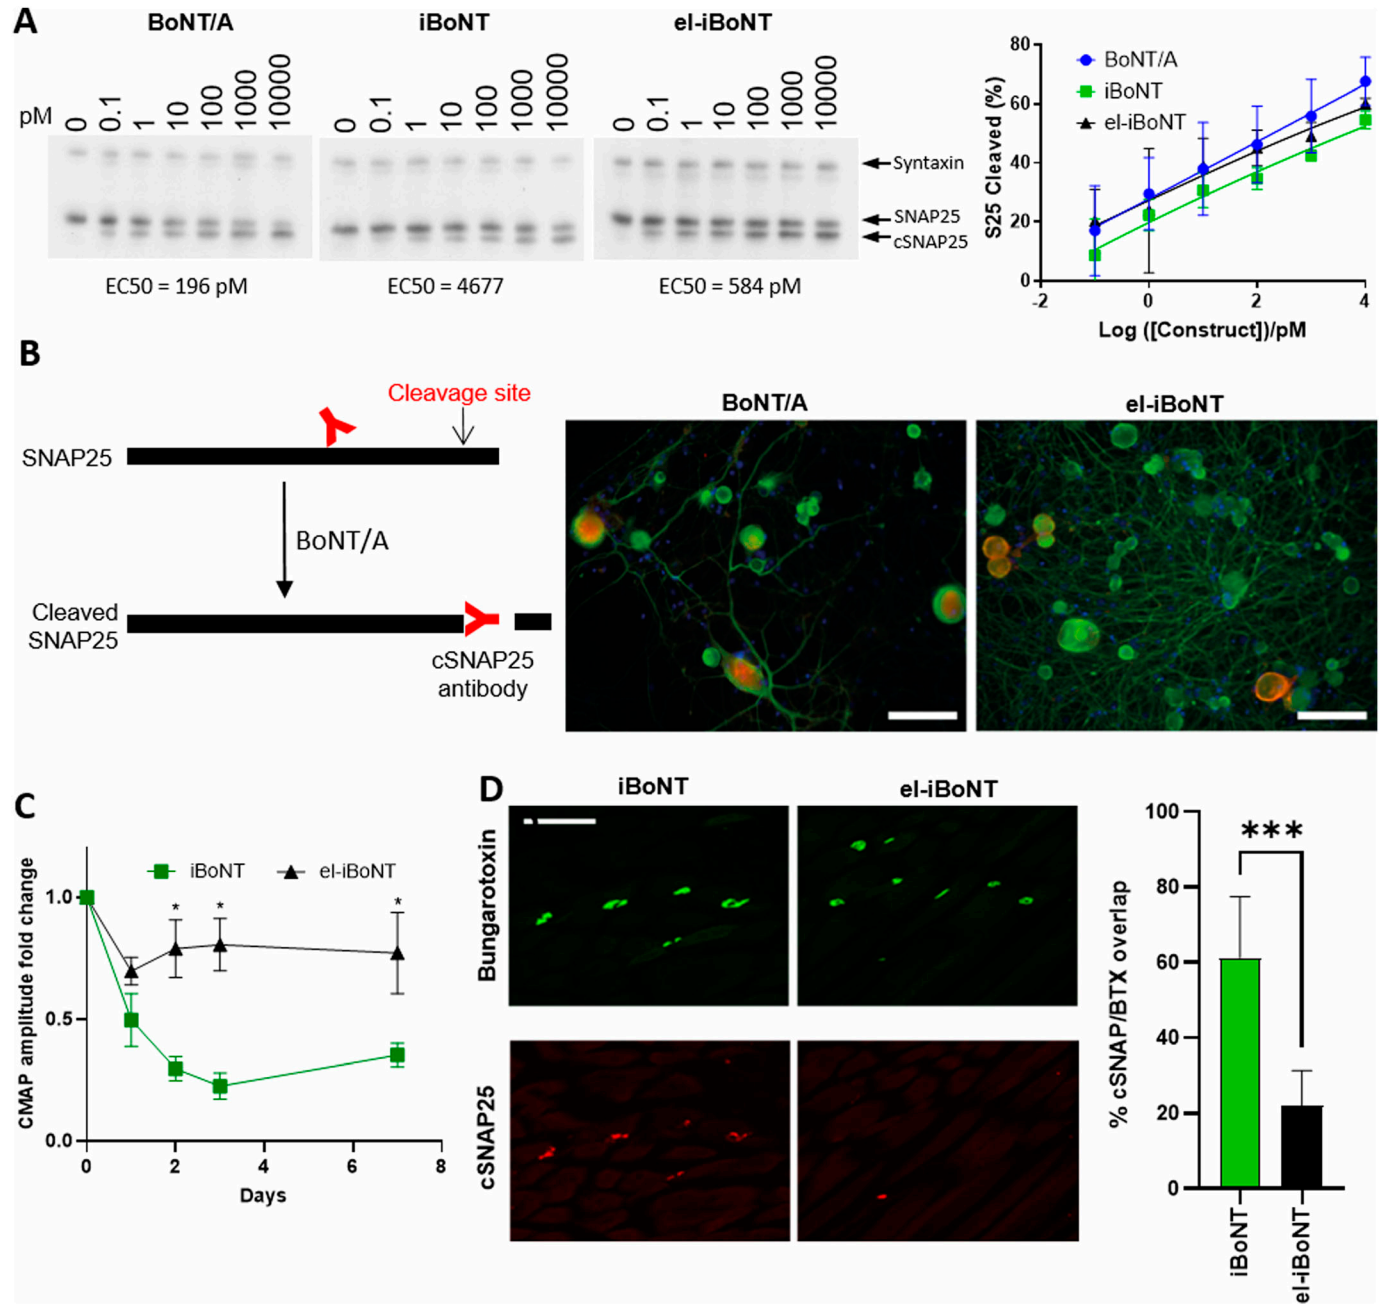 A
BoNT/A
iBoNT
el-iBoNT
pM
0 0.1 1 10 100 1000 10000
0 0.1 1 10 100 1000 10000
0 0.1 1 10 100 1000 10000
Syntaxin
SNAP25
cSNAP25
EC50 = 196 pM
EC50 = 4677
EC50 = 584 pM
S25 Cleaved (%)
80
60
40
20
0
-2 0 2 4
Log ([Construct])/pM
BoNT/A
iBoNT
el-iBoNT
B
Cleavage site
SNAP25
BoNT/A
Cleaved
SNAP25
cSNAP25
antibody
BoNT/A
el-iBoNT
C
CMAP amplitude fold change
iBoNT
el-iBoNT
1.0
0.5
0.0
* * *
0 2 4 6 8
Days
D
iBoNT
el-iBoNT
Bungarotoxin
cSNAP25
% cSNAP/BTX overlap
100
80
60
40
20
0
***
iBoNT
el-iBoNT